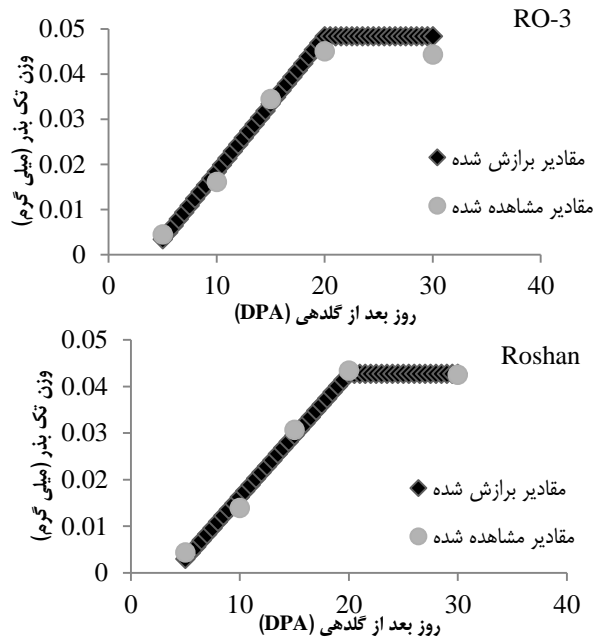 RO-3
وزن تک بذر (میلی گرم)
0.05
0.04
0.03
0.02
0.01
0
مقادیر برازش شده
مقادیر مشاهده شده
0 10 20 30 40
روز بعد از گلدهی (DPA)
Roshan
وزن تک بذر (میلی گرم)
0.05
0.04
0.03
0.02
0.01
0
مقادیر برازش شده
مقادیر مشاهده شده
0 10 20 30 40
روز بعد از گلدهی (DPA)